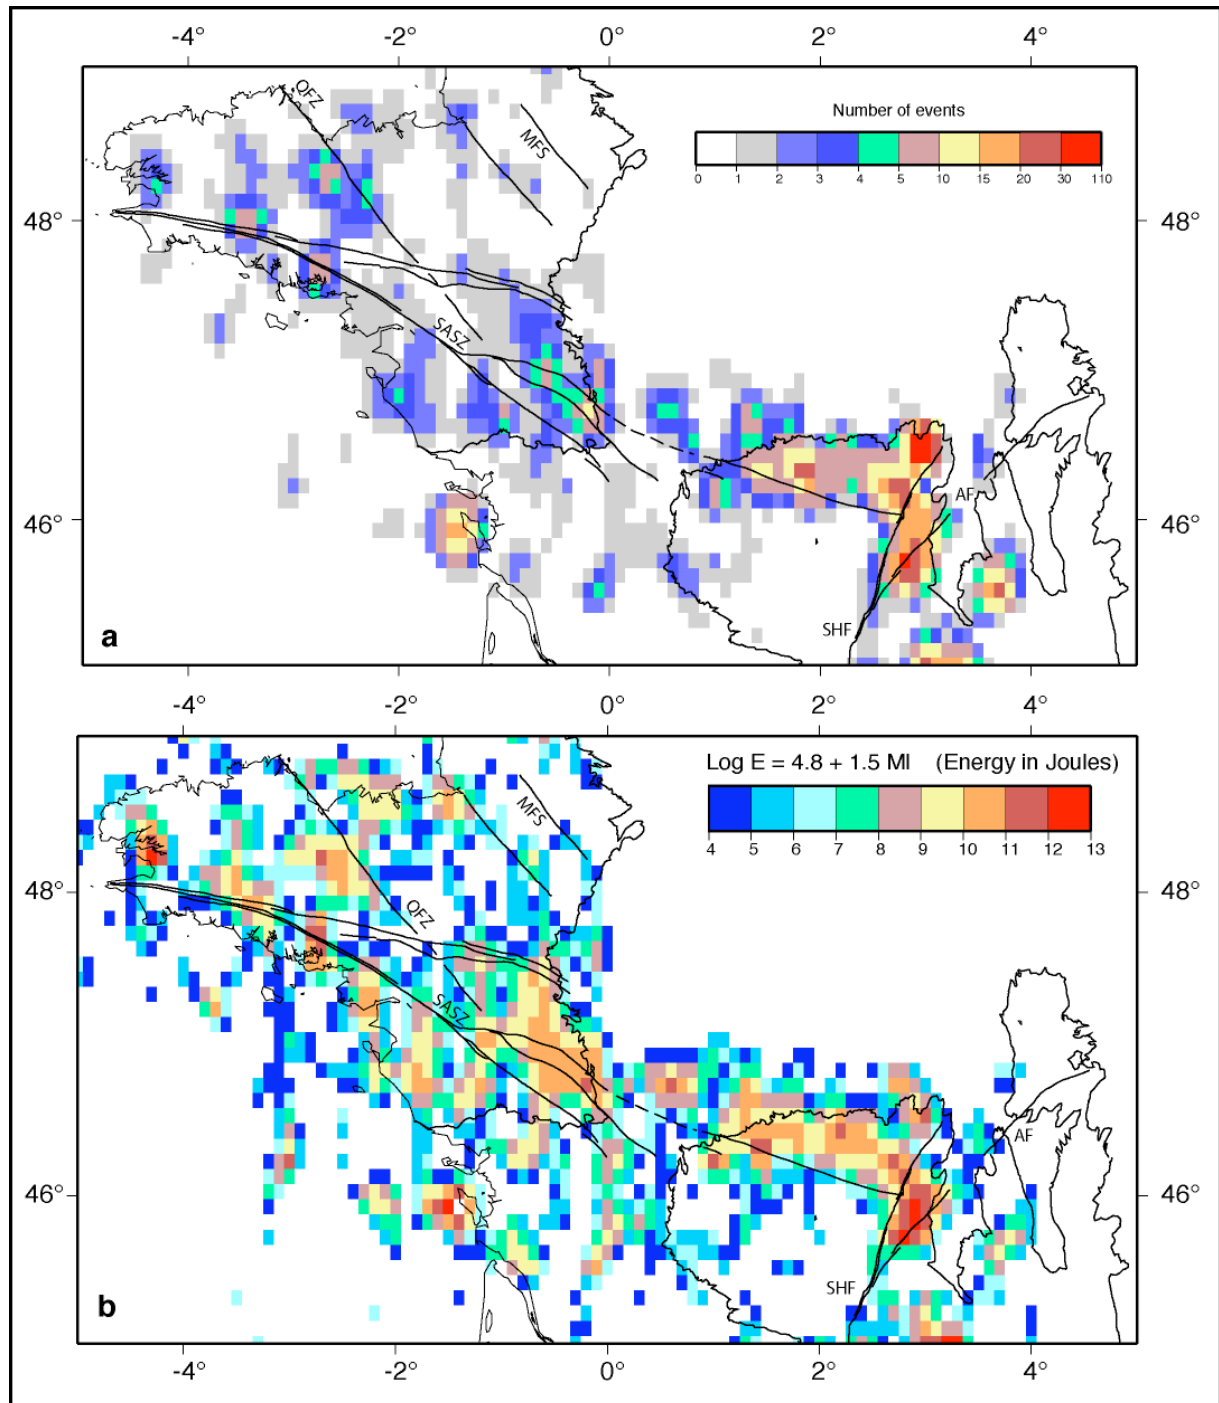 -4° -2° 0° 2° 4°
QFZ
MFS
Number of events
0 1 2 3 4 5 10 15 20 30 110
48° 48°
SASZ
AF
46° 46°
SHF
a
-4° -2° 0° 2° 4°
Log E = 4.8 + 1.5 Ml (Energy in Joules)
MFS
4 5 6 7 8 9 10 11 12 13
48° 48°
QFZ
SASZ
AF
46° 46°
SHF
b
-4° -2° 0° 2° 4°